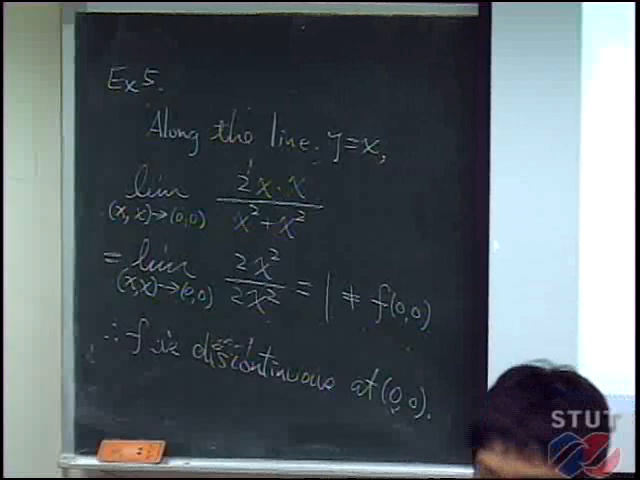 Ex 5.
Along the line y=x,
lim (x,x)→(0,0) 2x·x / x²+x²
= lim (x,x)→(0,0) 2x² / 2x² = 1 ≠ f(0,0)
∴ f is discontinuous at (0,0).
STUT